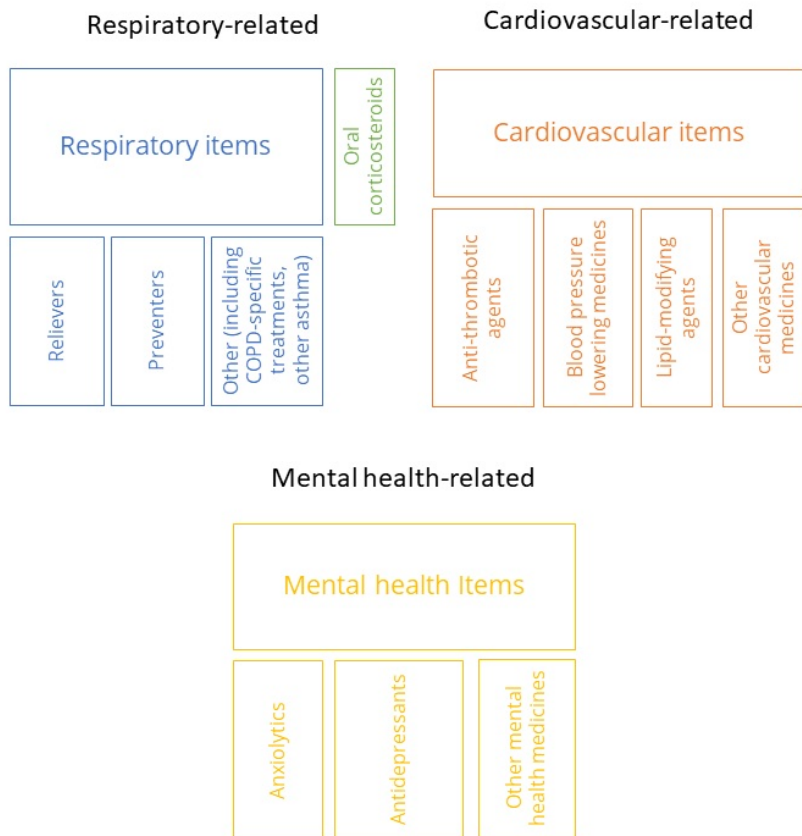 Respiratory-related
Respiratory items
Oral
corticosteroids
Relievers
Preventers
Other (including
COPD-specific
treatments,
other asthma)
Cardiovascular-related
Cardiovascular items
Anti-thrombotic
agents
Blood pressure
lowering medicines
Lipid-modifying
agents
Other
cardiovascular
medicines
Mental health-related
Mental health Items
Anxiolytics
Antidepressants
Other mental
health medicines